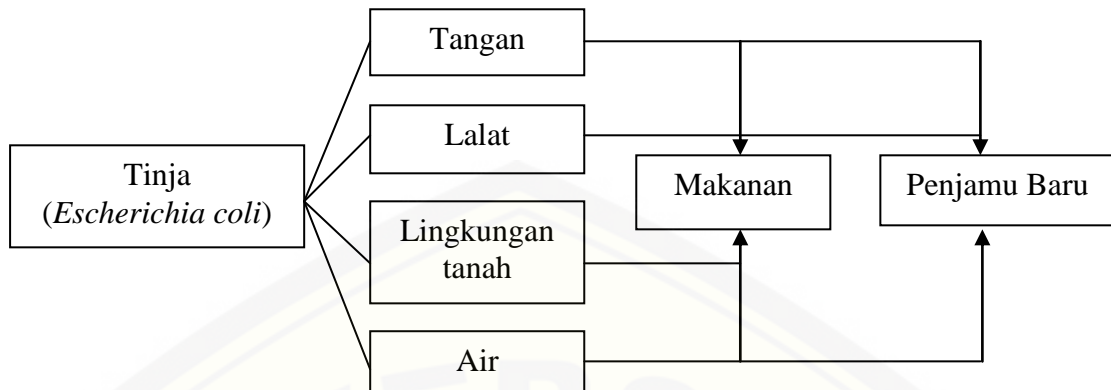 Tangan
Lalat
Tinja
(Escherichia coli)
Makanan
Penjamu Baru
Lingkungan
tanah
Air